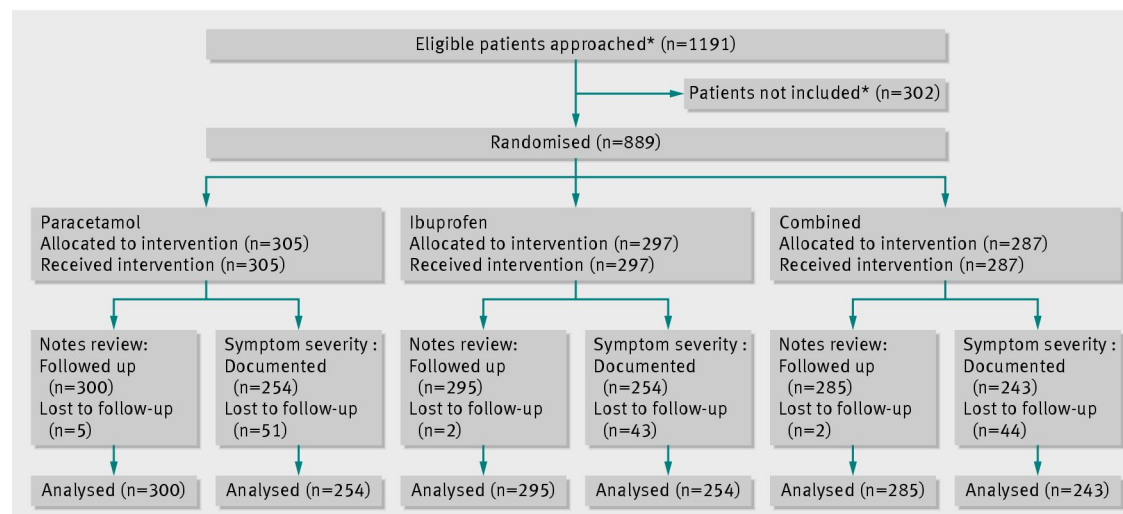 Eligible patients approached* (n=1191)
Patients not included* (n=302)
Randomised (n=889)
Paracetamol
Allocated to intervention (n=305)
Received intervention (n=305)
Ibuprofen
Allocated to intervention (n=297)
Received intervention (n=297)
Combined
Allocated to intervention (n=287)
Received intervention (n=287)
Notes review:
Followed up
(n=300)
Lost to follow-up
(n=5)
Symptom severity :
Documented
(n=254)
Lost to follow-up
(n=51)
Notes review:
Followed up
(n=295)
Lost to follow-up
(n=2)
Symptom severity :
Documented
(n=254)
Lost to follow-up
(n=43)
Notes review:
Followed up
(n=285)
Lost to follow-up
(n=2)
Symptom severity :
Documented
(n=243)
Lost to follow-up
(n=44)
Analysed (n=300)
Analysed (n=254)
Analysed (n=295)
Analysed (n=254)
Analysed (n=285)
Analysed (n=243)